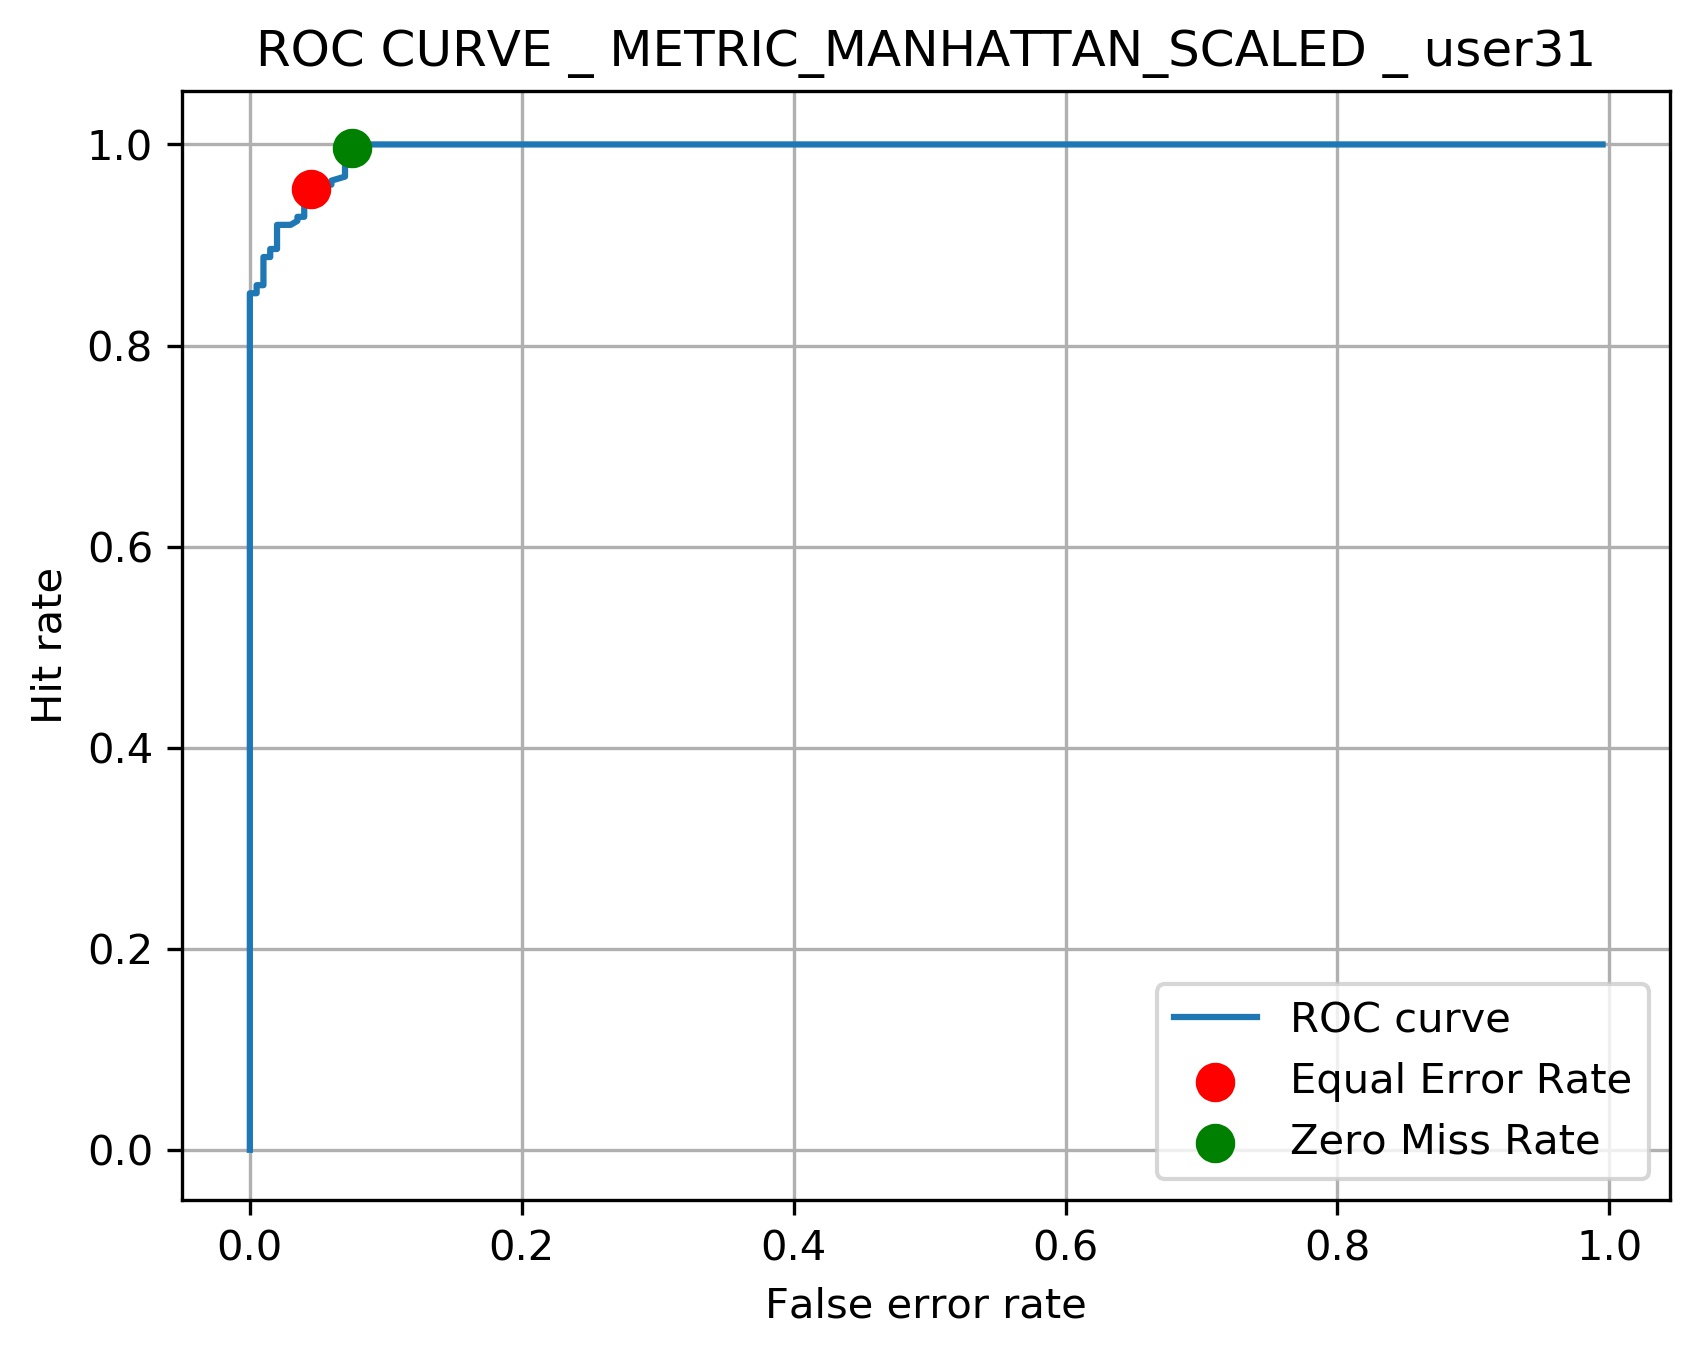 ROC CURVE _ METRIC_MANHATTAN_SCALED _ user31
1.0
0.8
0.6
0.4
0.2
0.0
Hit rate
ROC curve
Equal Error Rate
Zero Miss Rate
0.0 0.2 0.4 0.6 0.8 1.0
False error rate